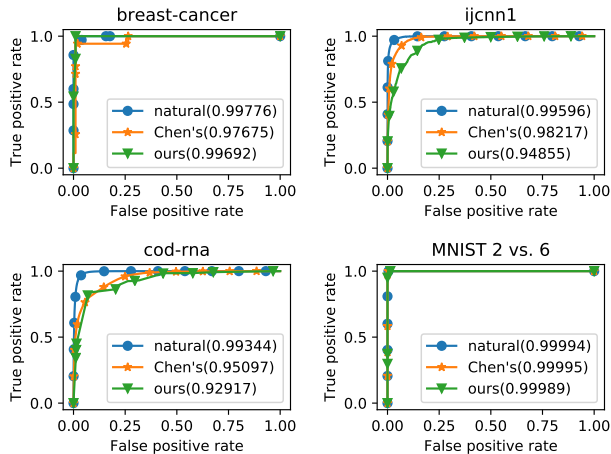 breast-cancer
True positive rate
1.0
0.5
0.0
natural(0.99776)
Chen's(0.97675)
ours(0.99692)
0.00 0.25 0.50 0.75 1.00
False positive rate
ijcnn1
True positive rate
1.0
0.5
0.0
natural(0.99596)
Chen's(0.98217)
ours(0.94855)
0.00 0.25 0.50 0.75 1.00
False positive rate
cod-rna
True positive rate
1.0
0.5
0.0
natural(0.99344)
Chen's(0.95097)
ours(0.92917)
0.00 0.25 0.50 0.75 1.00
False positive rate
MNIST 2 vs. 6
True positive rate
1.0
0.5
0.0
natural(0.99994)
Chen's(0.99995)
ours(0.99989)
0.00 0.25 0.50 0.75 1.00
False positive rate